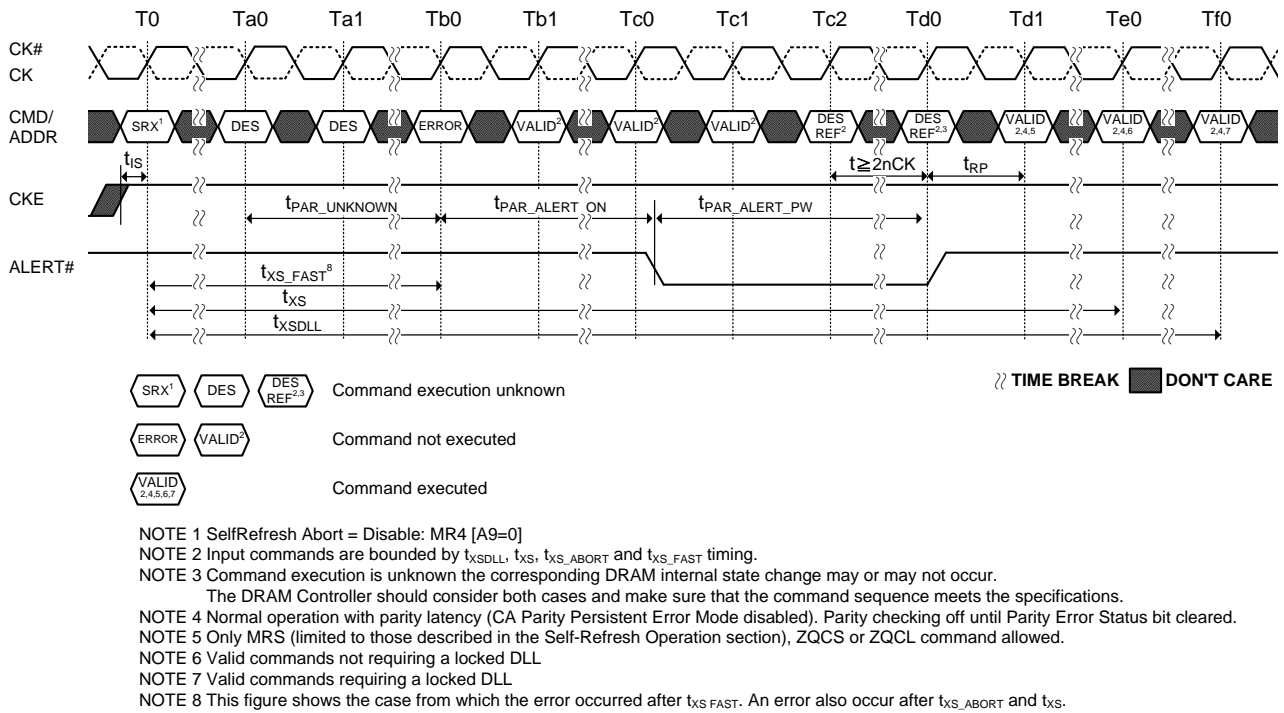 T0 Ta0 Ta1 Tb0 Tb1 Tc0 Tc1 Tc2 Td0 Td1 Te0 Tf0
CK#
CK
CMD/
ADDR
SRX1 DES DES ERROR VALID2 VALID2 VALID2 DES REF2 DES REF2,3 VALID 2,4,5 VALID 2,4,6 VALID 2,4,7
tIS t≧2nCK tRP
CKE
tPAR_UNKNOWN tPAR_ALERT_ON tPAR_ALERT_PW
ALERT#
tXS_FAST8
tXS
tXSDLL
SRX1 DES DES REF2,3 Command execution unknown
TIME BREAK DON'T CARE
ERROR VALID2 Command not executed
VALID 2,4,5,6,7 Command executed
NOTE 1 SelfRefresh Abort = Disable: MR4 [A9=0]
NOTE 2 Input commands are bounded by tXSDLL, tXS, tXS_ABORT and tXS_FAST timing.
NOTE 3 Command execution is unknown the corresponding DRAM internal state change may or may not occur.
The DRAM Controller should consider both cases and make sure that the command sequence meets the specifications.
NOTE 4 Normal operation with parity latency (CA Parity Persistent Error Mode disabled). Parity checking off until Parity Error Status bit cleared.
NOTE 5 Only MRS (limited to those described in the Self-Refresh Operation section), ZQCS or ZQCL command allowed.
NOTE 6 Valid commands not requiring a locked DLL
NOTE 7 Valid commands requiring a locked DLL
NOTE 8 This figure shows the case from which the error occurred after tXS FAST. An error also occur after tXS_ABORT and tXS.